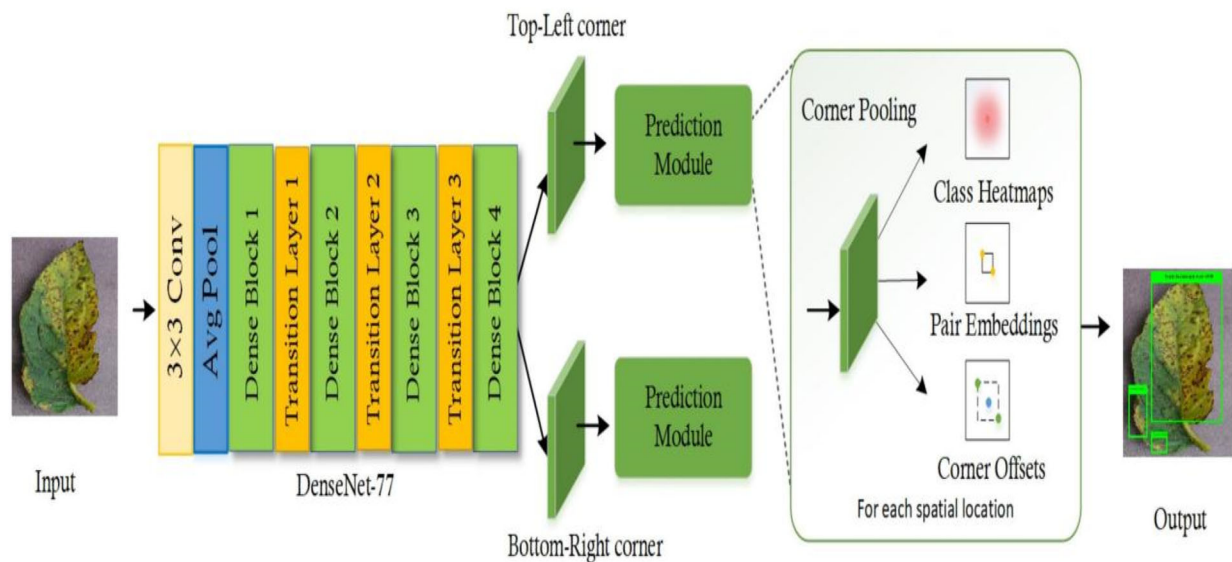 Input
3×3 Conv
Avg Pool
Dense Block 1
Transition Layer 1
Dense Block 2
Transition Layer 2
Dense Block 3
Transition Layer 3
Dense Block 4
DenseNet-77
Top-Left corner
Prediction
Module
Bottom-Right corner
Prediction
Module
Corner Pooling
Class Heatmaps
Pair Embeddings
Corner Offsets
For each spatial location
Output